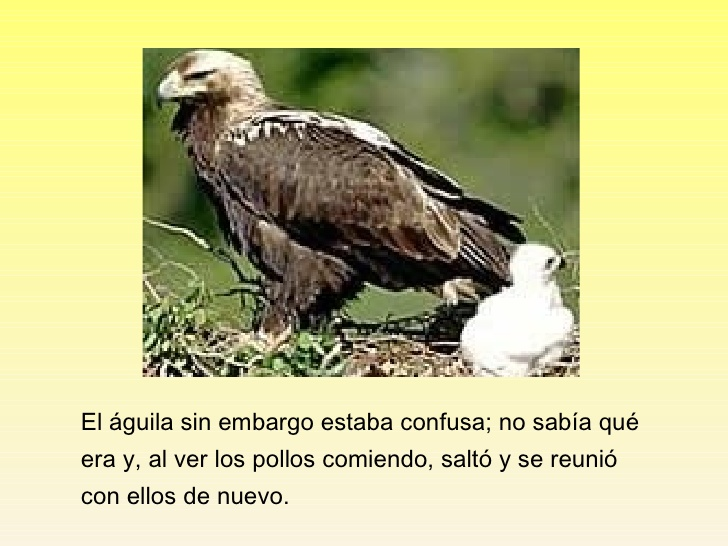 El águila sin embargo estaba confusa; no sabía qué
era y, al ver los pollos comiendo, saltó y se reunió
con ellos de nuevo.